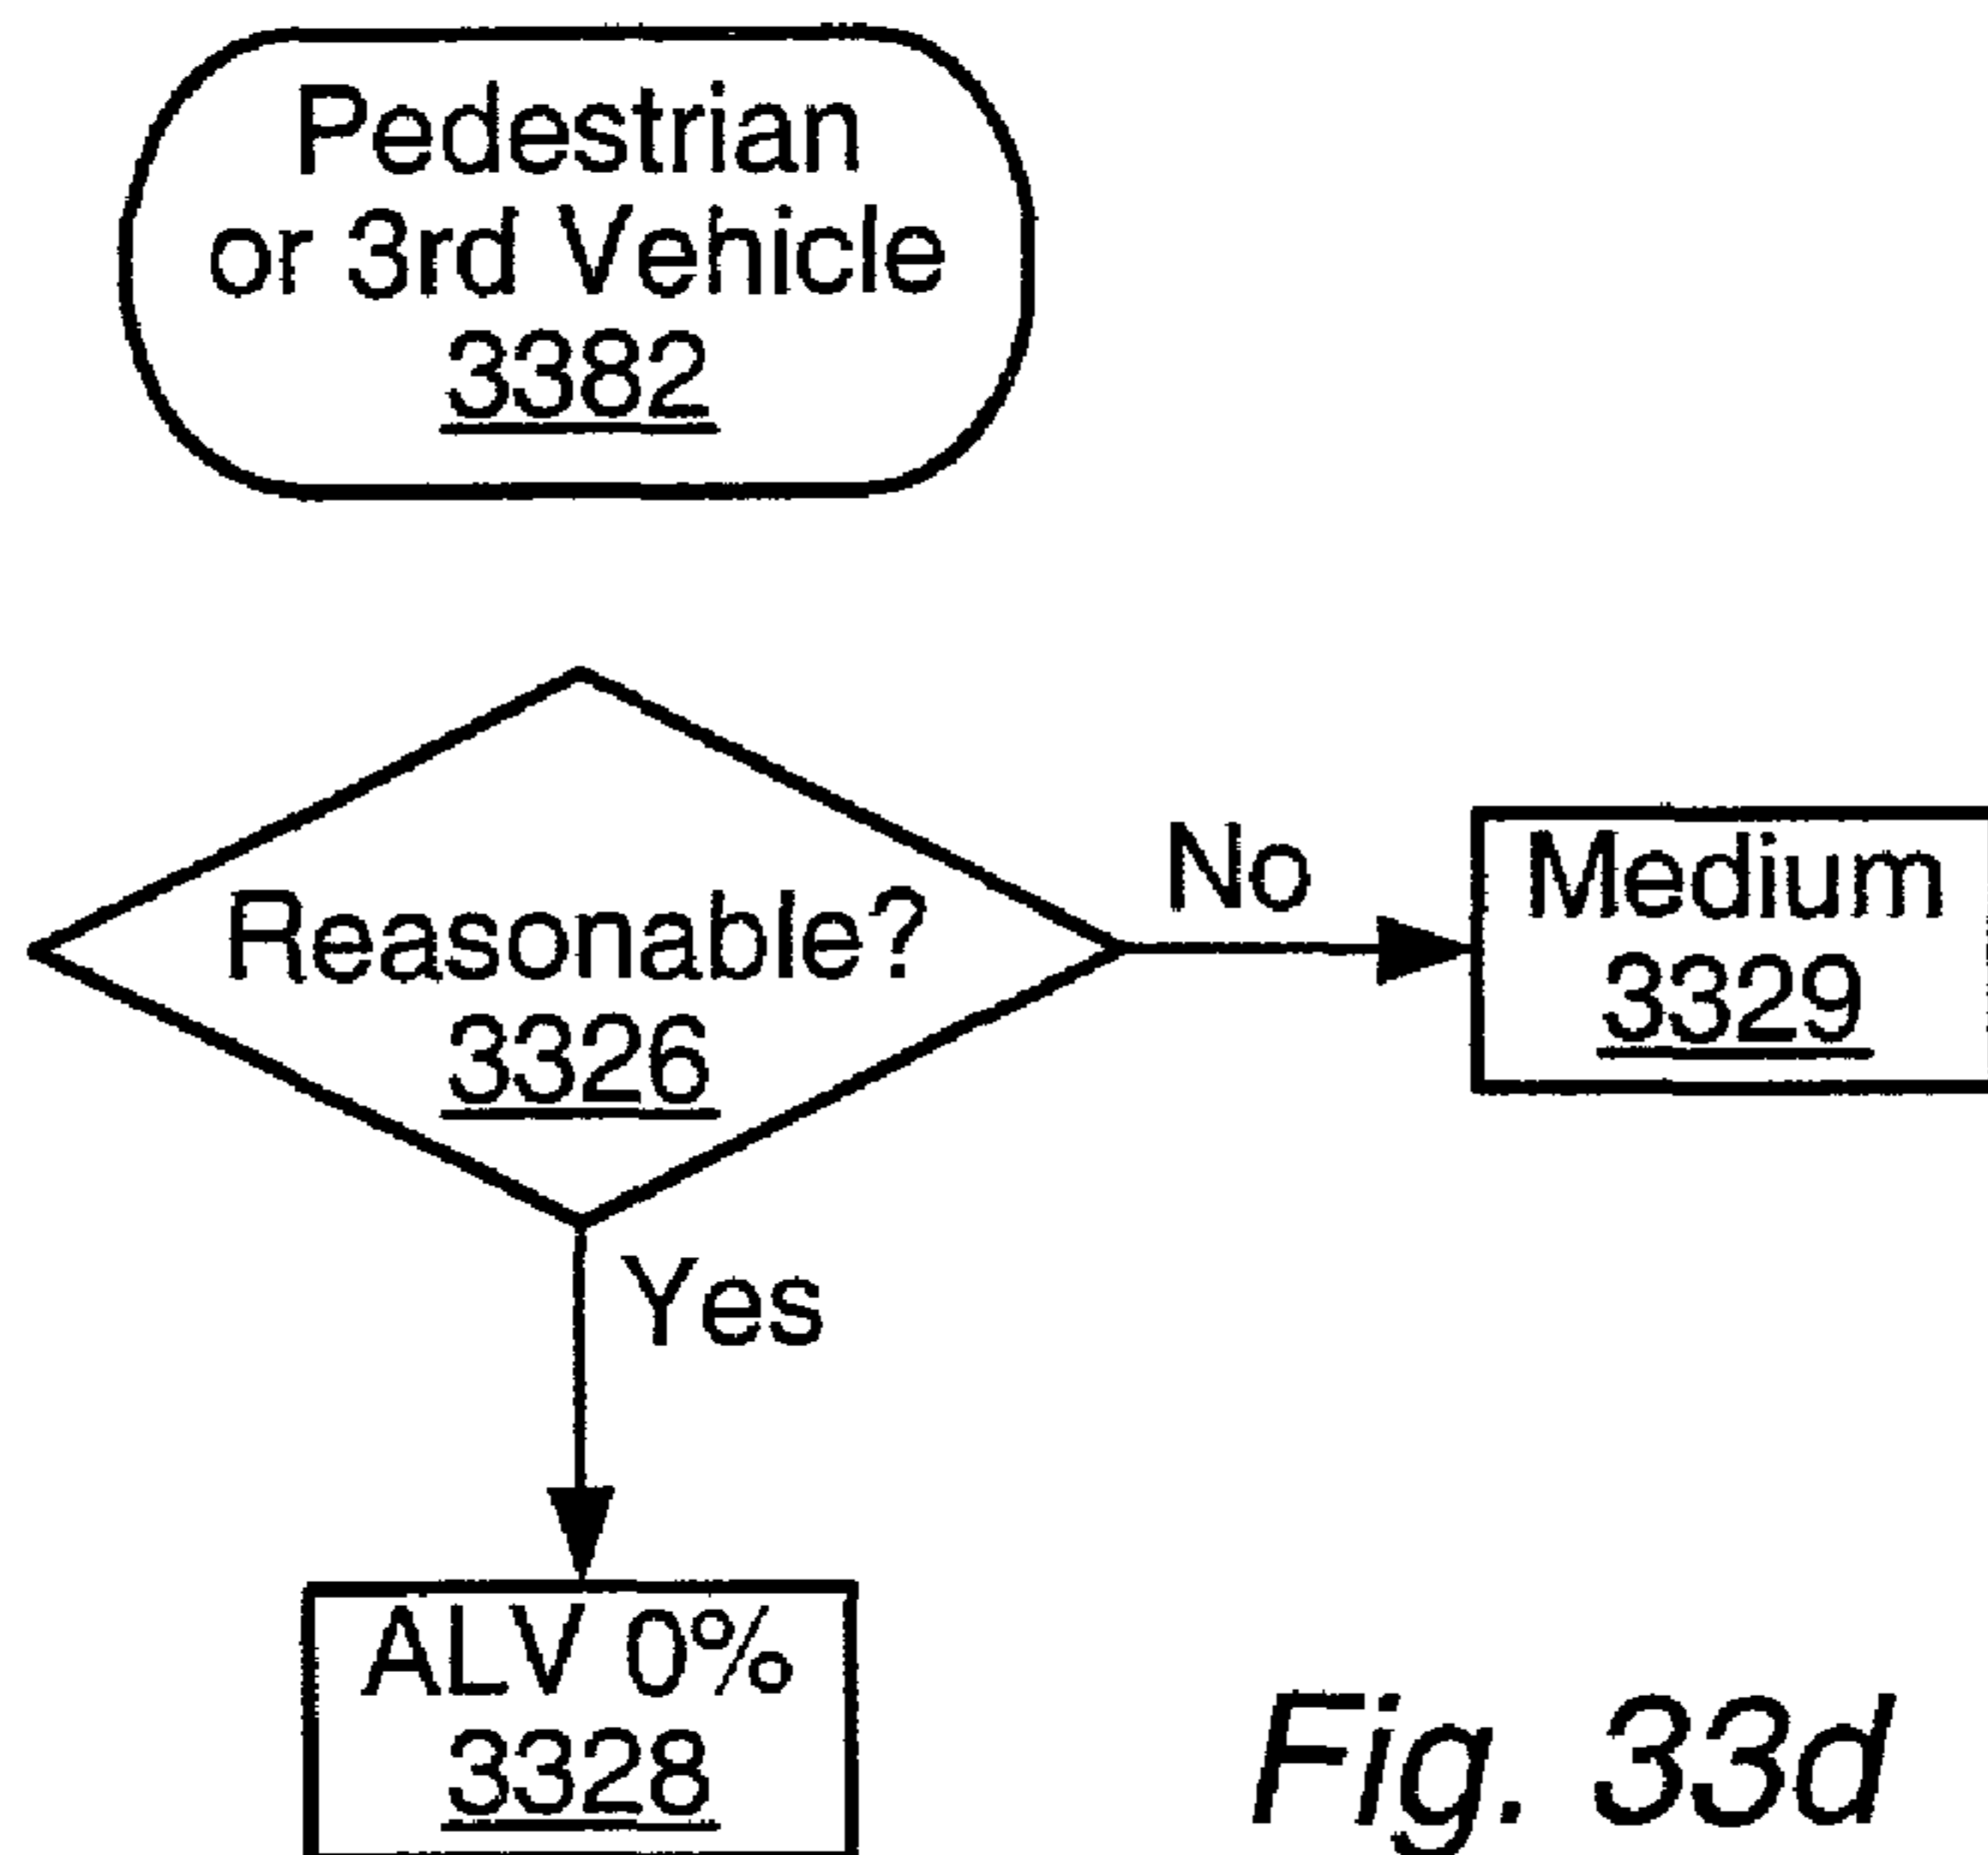 Pedestrian
or 3rd Vehicle
3382
Reasonable?
3326
No
Medium
3329
Yes
ALV 0%
3328
Fig. 33d